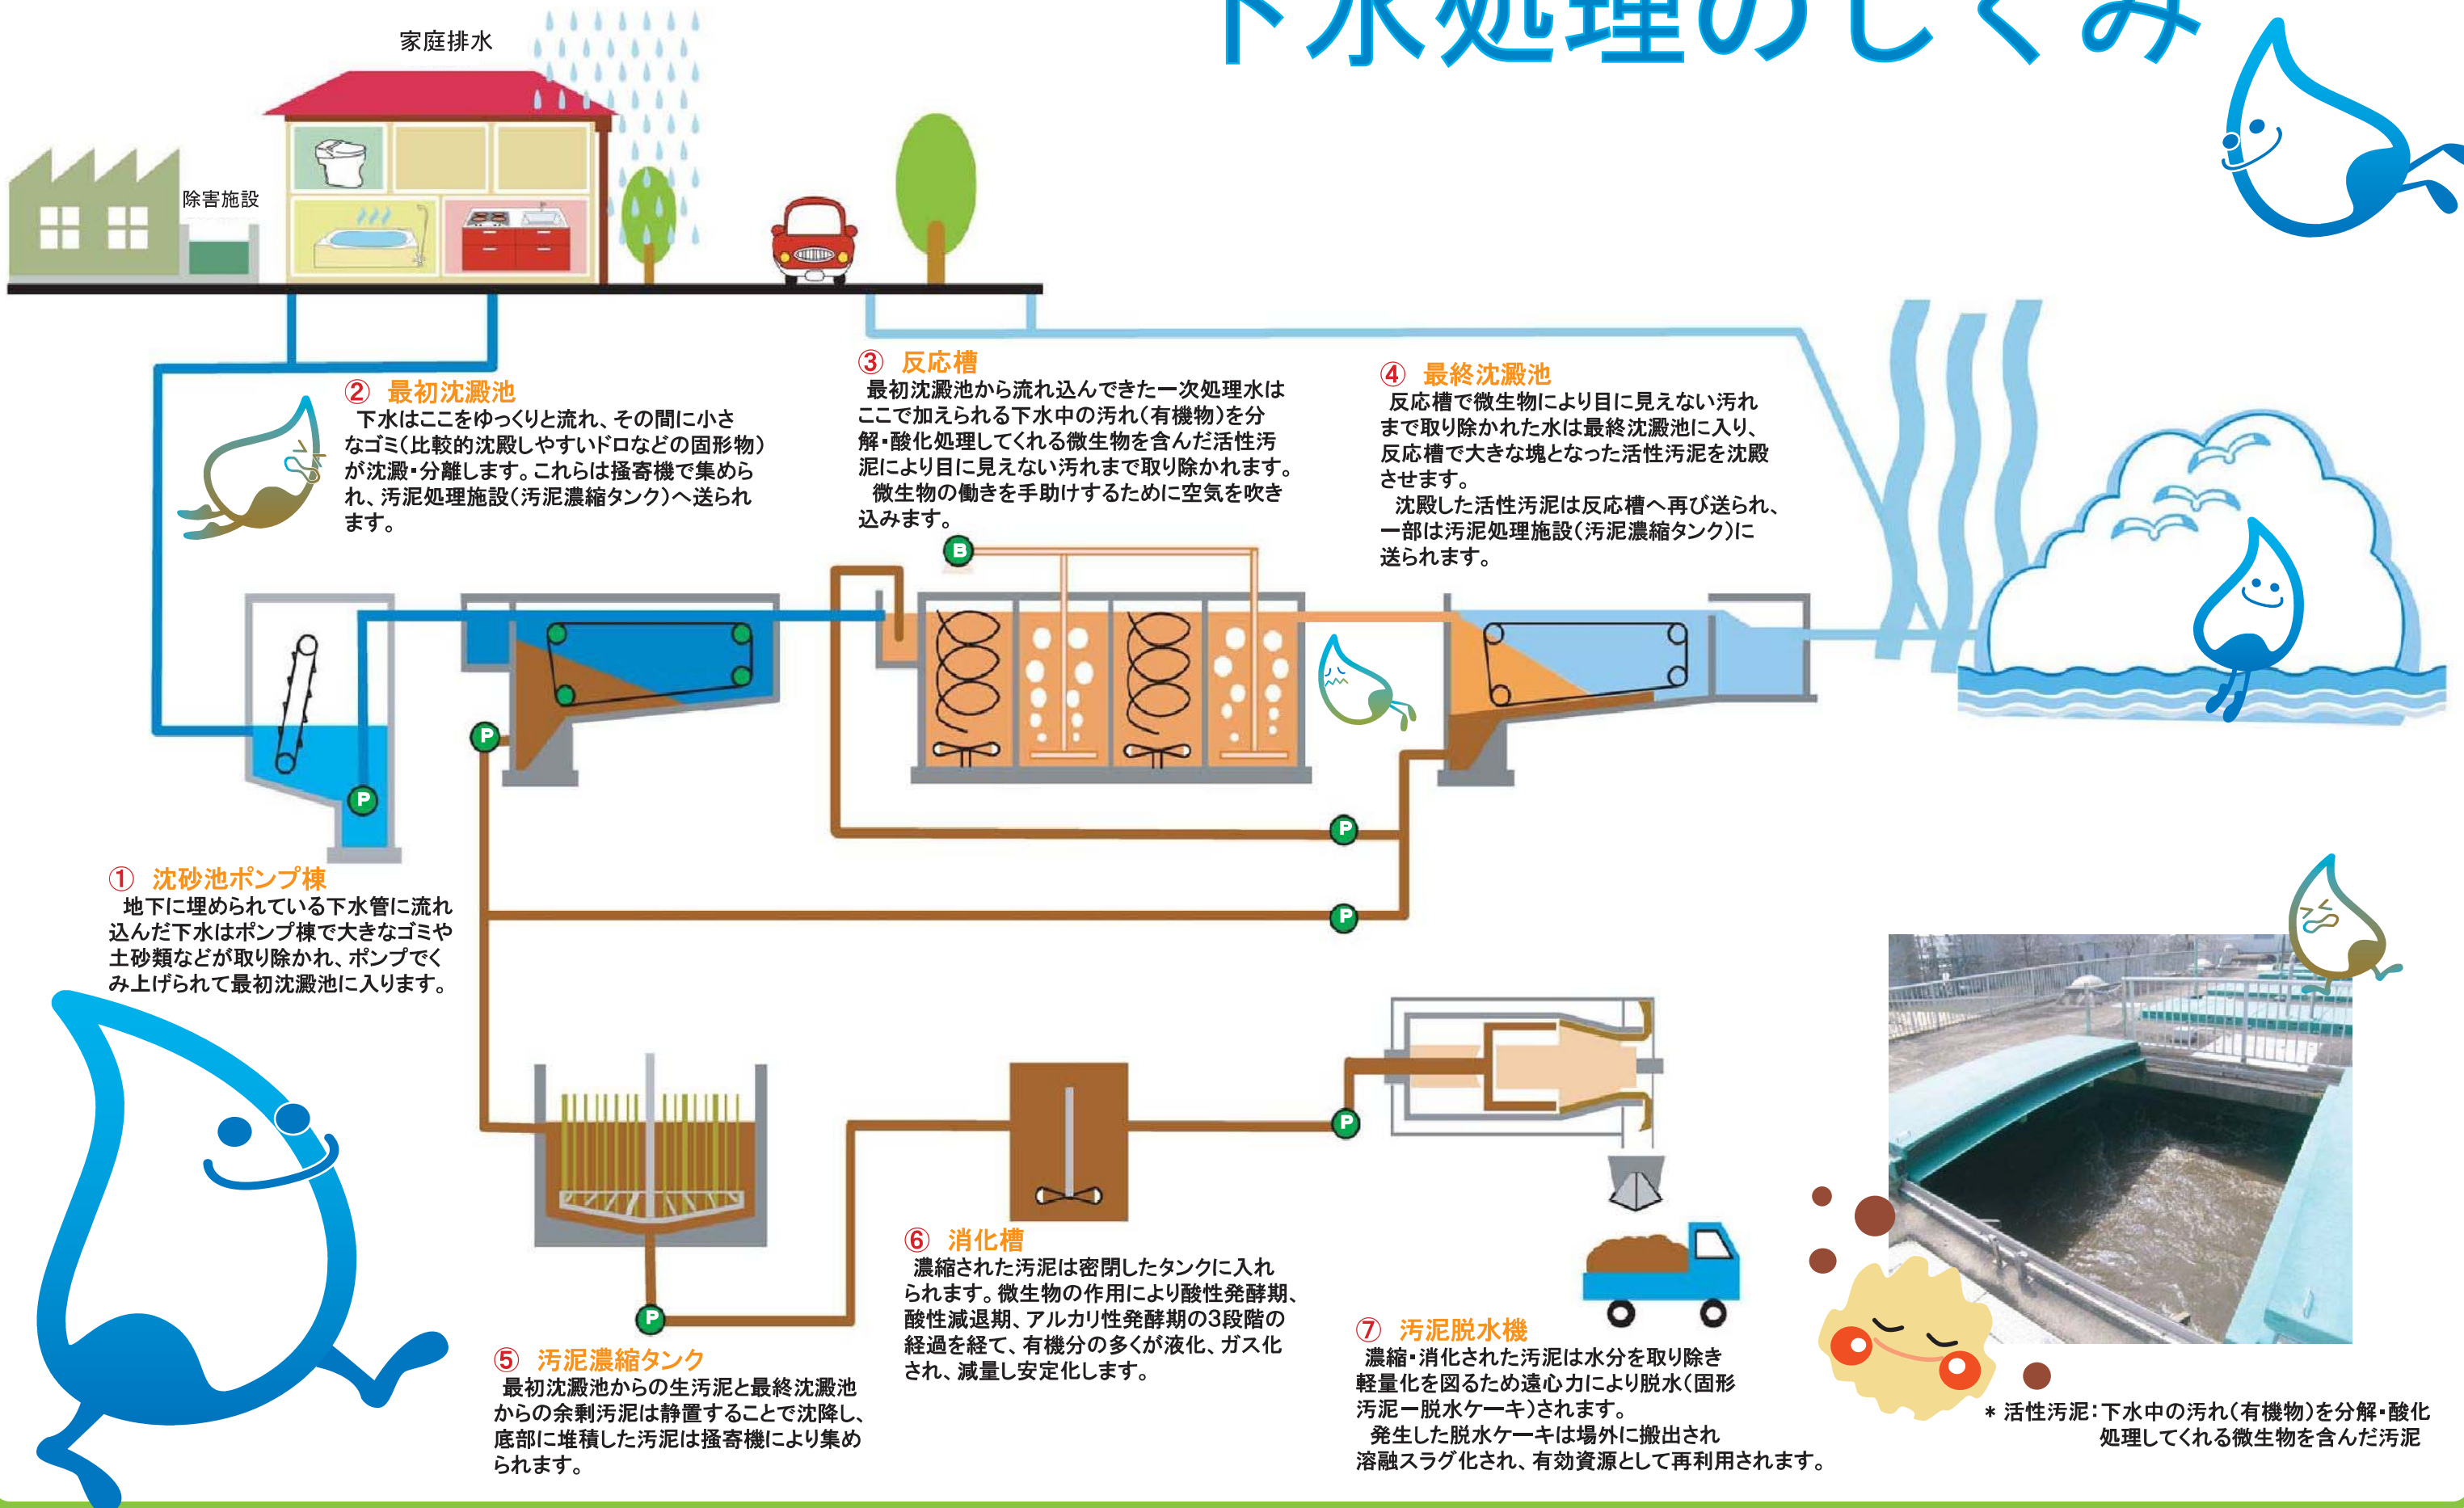 下水処理のしくみ
家庭排水
除害施設
② 最初沈澱池
下水はここをゆっくりと流れ、その間に小さ
なゴミ(比較的沈殿しやすいドロなどの固形物)
が沈澱・分離します。これらは掻寄機で集めら
れ、汚泥処理施設(汚泥濃縮タンク)へ送られ
ます。
③ 反応槽
最初沈澱池から流れ込んできた一次処理水は
ここで加えられる下水中の汚れ(有機物)を分
解・酸化処理してくれる微生物を含んだ活性汚
泥により目に見えない汚れまで取り除かれます。
微生物の働きを手助けするために空気を吹き
込みます。
④ 最終沈澱池
反応槽で微生物により目に見えない汚れ
まで取り除かれた水は最終沈澱池に入り、
反応槽で大きな塊となった活性汚泥を沈殿
させます。
沈殿した活性汚泥は反応槽へ再び送られ、
一部は汚泥処理施設(汚泥濃縮タンク)に
送られます。
B
P
P
P
P
① 沈砂池ポンプ棟
地下に埋められている下水管に流れ
込んだ下水はポンプ棟で大きなゴミや
土砂類などが取り除かれ、ポンプでく
み上げられて最初沈澱池に入ります。
P
P
⑤ 汚泥濃縮タンク
最初沈澱池からの生汚泥と最終沈澱池
からの余剰汚泥は静置することで沈降し、
底部に堆積した汚泥は掻寄機により集め
られます。
⑥ 消化槽
濃縮された汚泥は密閉したタンクに入れ
られます。微生物の作用により酸性発酵期、
酸性減退期、アルカリ性発酵期の3段階の
経過を経て、有機分の多くが液化、ガス化
され、減量し安定化します。
⑦ 汚泥脱水機
濃縮・消化された汚泥は水分を取り除き
軽量化を図るため遠心力により脱水(固形
汚泥ー脱水ケーキ)されます。
発生した脱水ケーキは場外に搬出され
溶融スラグ化され、有効資源として再利用されます。
* 活性汚泥:下水中の汚れ(有機物)を分解・酸化
処理してくれる微生物を含んだ汚泥